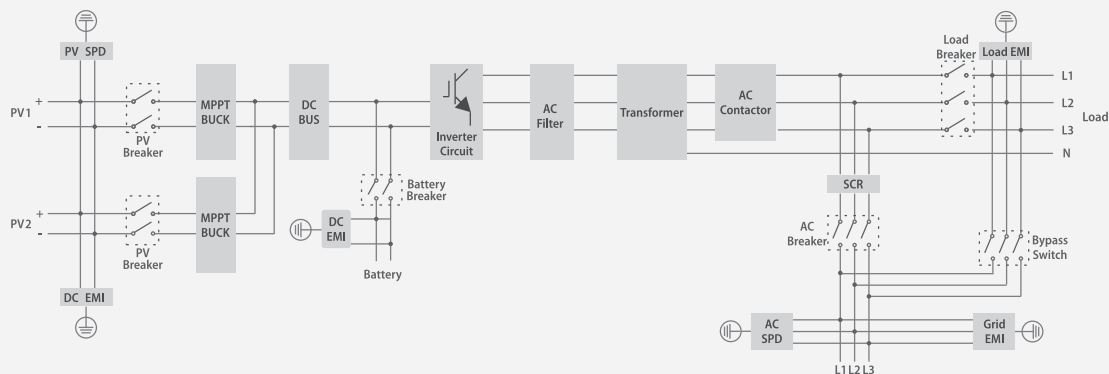 PV SPD
Load
Breaker
Load EMI
+
PV1
-
PV
Breaker
MPPT
BUCK
DC
BUS
Inverter
Circuit
AC
Filter
Transformer
AC
Contactor
L1
L2
L3
Load
N
+
PV2
-
PV
Breaker
MPPT
BUCK
Battery
Breaker
DC
EMI
Battery
SCR
AC
Breaker
Bypass
Switch
DC EMI
AC
SPD
Grid
EMI
L1 L2 L3